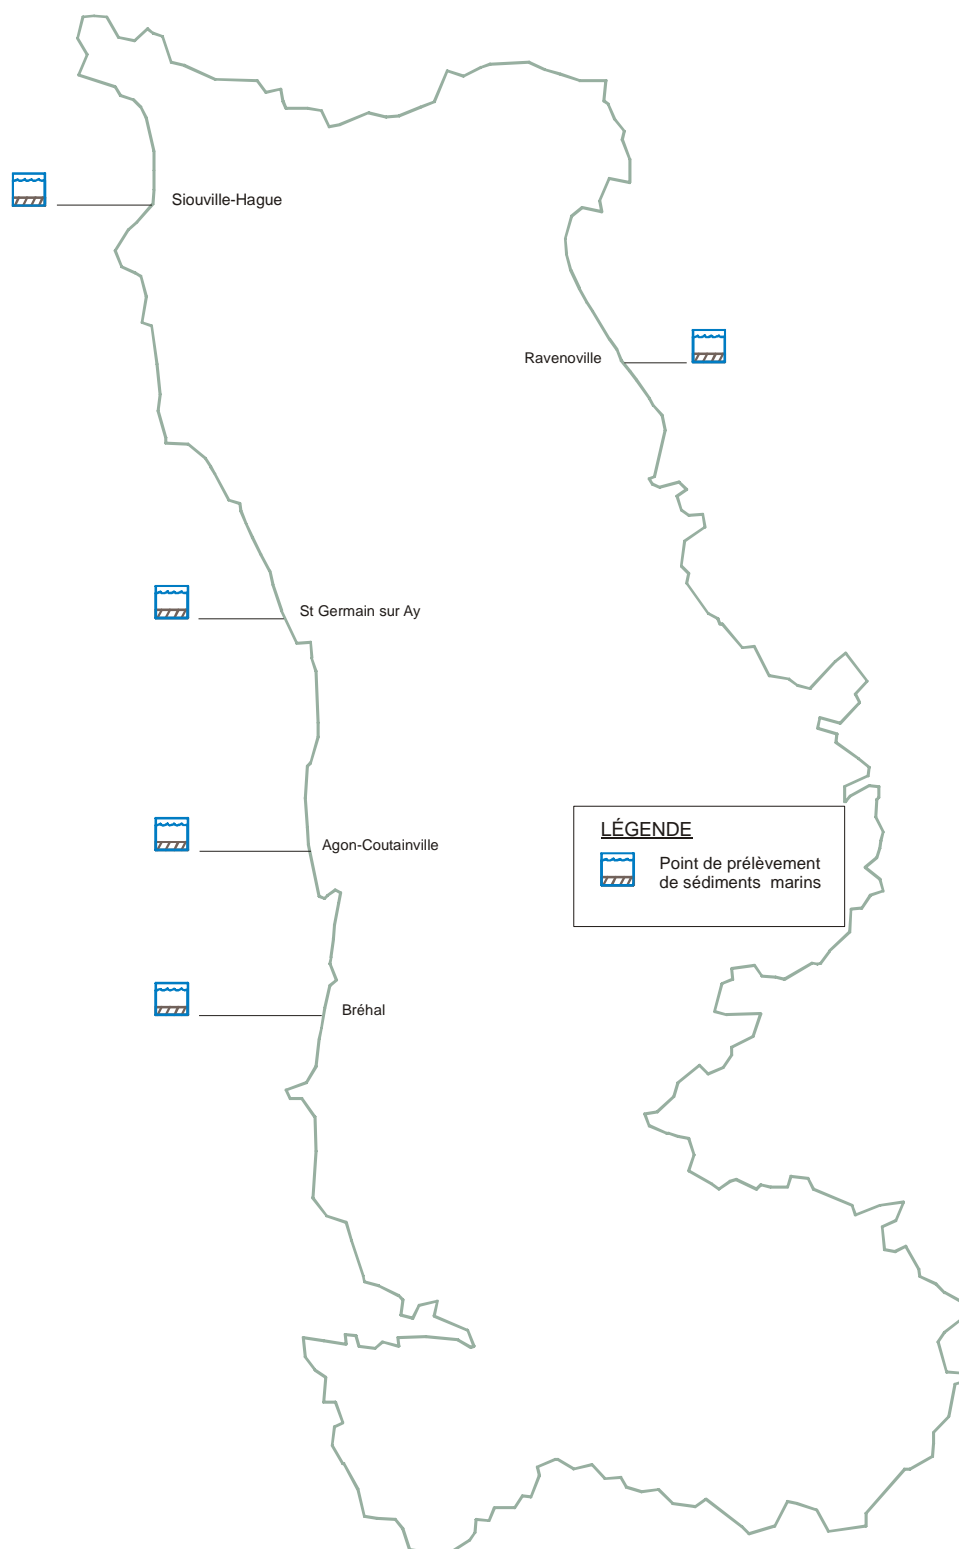 Siouville-Hague
Ravenoville
St Germain sur Ay
LÉGENDE
Agon-Coutainville
Point de prélèvement
de sédiments marins
Bréhal